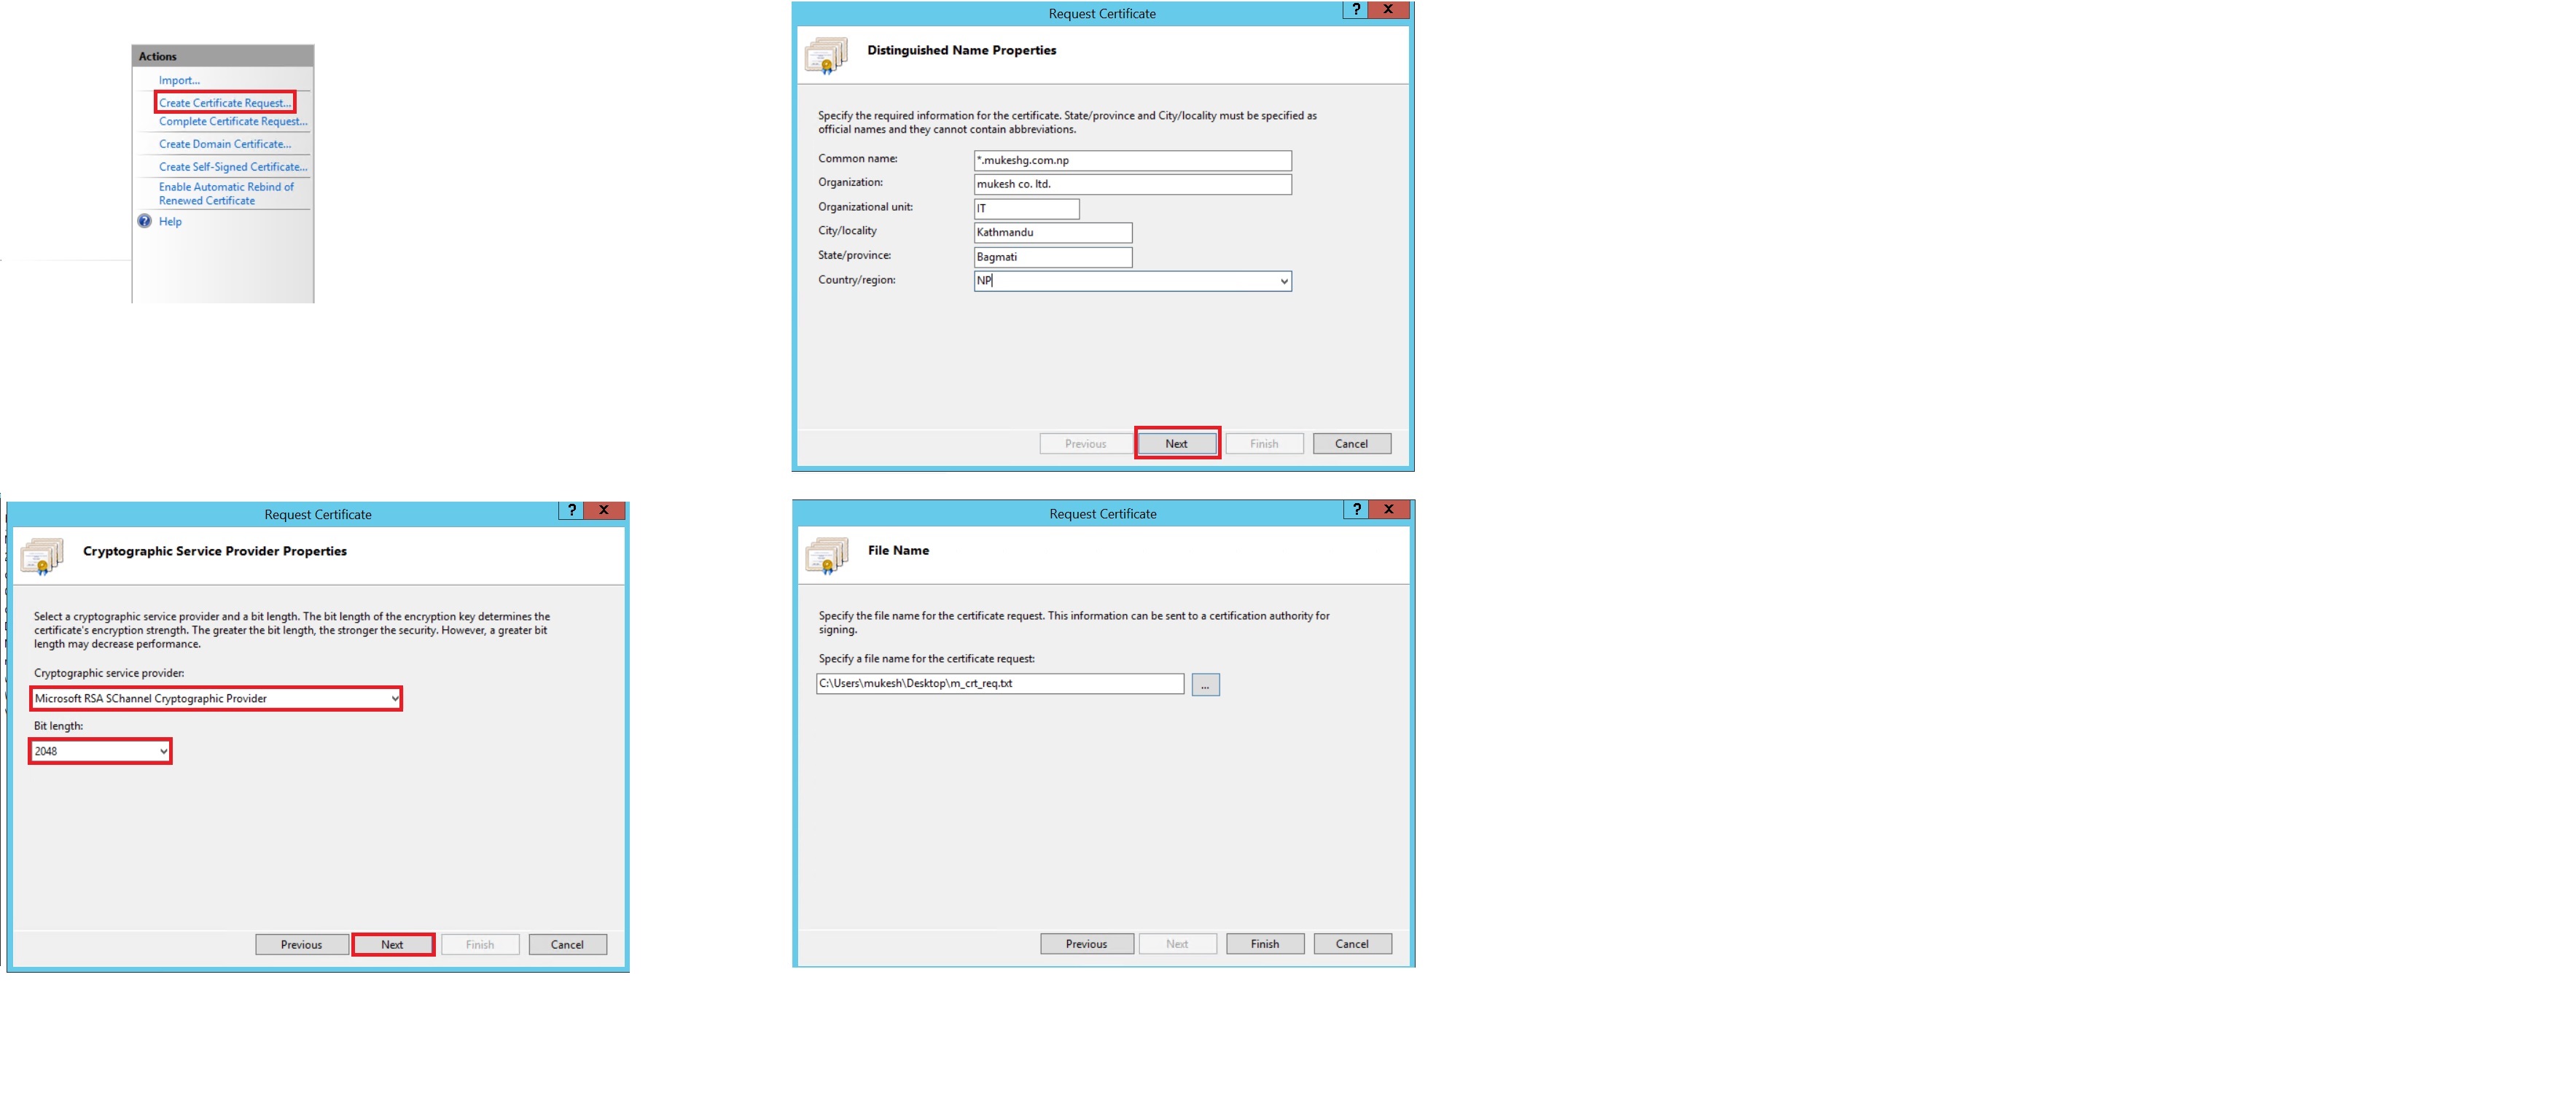 Actions
Import...
Create Certificate Request...
Complete Certificate Request...
Create Domain Certificate...
Create Self-Signed Certificate...
Enable Automatic Rebind of
Renewed Certificate
? Help
Request Certificate
? X
Distinguished Name Properties
Specify the required information for the certificate. State/province and City/locality must be specified as
official names and they cannot contain abbreviations.
Common name: *.mukeshg.com.np
Organization: mukesh co. ltd.
Organizational unit: IT
City/locality Kathmandu
State/province: Bagmati
Country/region: NP
Previous Next Finish Cancel
Request Certificate
? X
Cryptographic Service Provider Properties
Select a cryptographic service provider and a bit length. The bit length of the encryption key determines the
certificate's encryption strength. The greater the bit length, the stronger the security. However, a greater bit
length may decrease performance.
Cryptographic service provider:
Microsoft RSA SChannel Cryptographic Provider
Bit length:
2048
Previous Next Finish Cancel
Request Certificate
? X
File Name
Specify the file name for the certificate request. This information can be sent to a certification authority for
signing.
Specify a file name for the certificate request:
C:\Users\mukesh\Desktop\m_crt_req.txt ...
Previous Next Finish Cancel